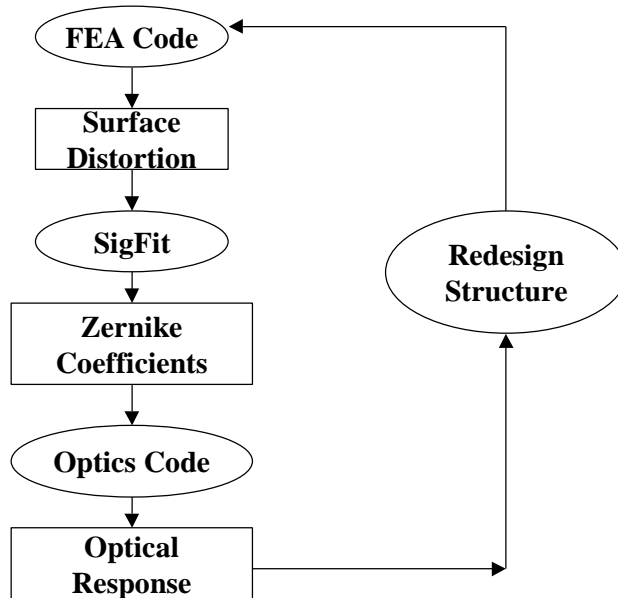 FEA Code
Surface
Distortion
SigFit
Zernike
Coefficients
Optics Code
Optical
Response
Redesign
Structure